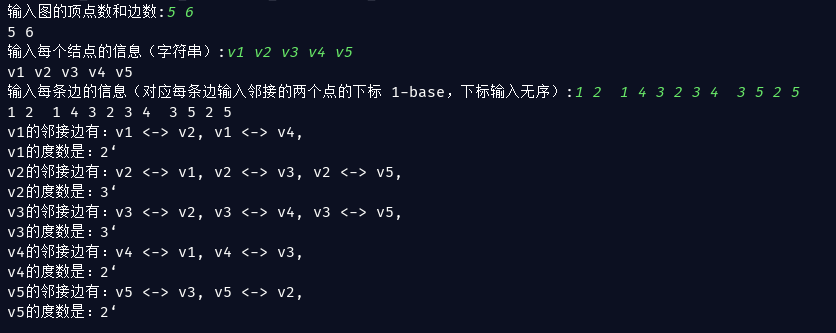 输入图的顶点数和边数:5 6
5 6
输入每个结点的信息（字符串）:v1 v2 v3 v4 v5
v1 v2 v3 v4 v5
输入每条边的信息（对应每条边输入邻接的两个点的下标 1-base，下标输入无序）:1 2  1 4 3 2 3 4  3 5 2 5
1 2  1 4 3 2 3 4  3 5 2 5
v1的邻接边有：v1 <-> v2, v1 <-> v4,
v1的度数是：2‘
v2的邻接边有：v2 <-> v1, v2 <-> v3, v2 <-> v5,
v2的度数是：3‘
v3的邻接边有：v3 <-> v2, v3 <-> v4, v3 <-> v5,
v3的度数是：3‘
v4的邻接边有：v4 <-> v1, v4 <-> v3,
v4的度数是：2‘
v5的邻接边有：v5 <-> v3, v5 <-> v2,
v5的度数是：2‘